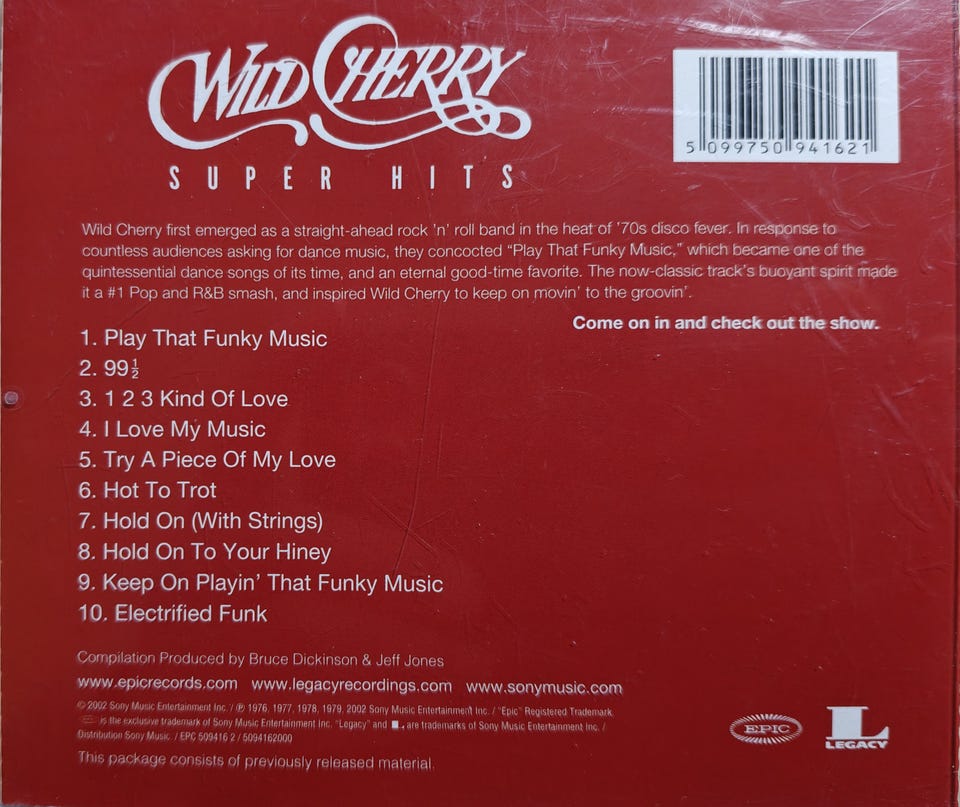 WILD CHERRY
SUPER HITS
5 099750 941621
Wild Cherry first emerged as a straight-ahead rock 'n' roll band in the heat of '70s disco fever. In response to
countless audiences asking for dance music, they concocted “Play That Funky Music,” which became one of the
quintessential dance songs of its time, and an eternal good-time favorite. The now-classic track's buoyant spirit made
it a #1 Pop and R&B smash, and inspired Wild Cherry to keep on movin' to the groovin'.
Come on in and check out the show.
1. Play That Funky Music
2. 99½
3. 1 2 3 Kind Of Love
4. I Love My Music
5. Try A Piece Of My Love
6. Hot To Trot
7. Hold On (With Strings)
8. Hold On To Your Hiney
9. Keep On Playin' That Funky Music
10. Electrified Funk
Compilation Produced by Bruce Dickinson & Jeff Jones
www.epicrecords.com www.legacyrecordings.com www.sonymusic.com
© 2002 Sony Music Entertainment Inc. / ℗ 1976, 1977, 1978, 1979, 2002 Sony Music Entertainment Inc. / “Epic” Registered Trademark.
is the exclusive trademark of Sony Music Entertainment Inc. “Legacy” and L are trademarks of Sony Music Entertainment Inc. /
Distribution Sony Music. / EPC 509416 2 / 5094162000
This package consists of previously released material.
EPIC
L
LEGACY